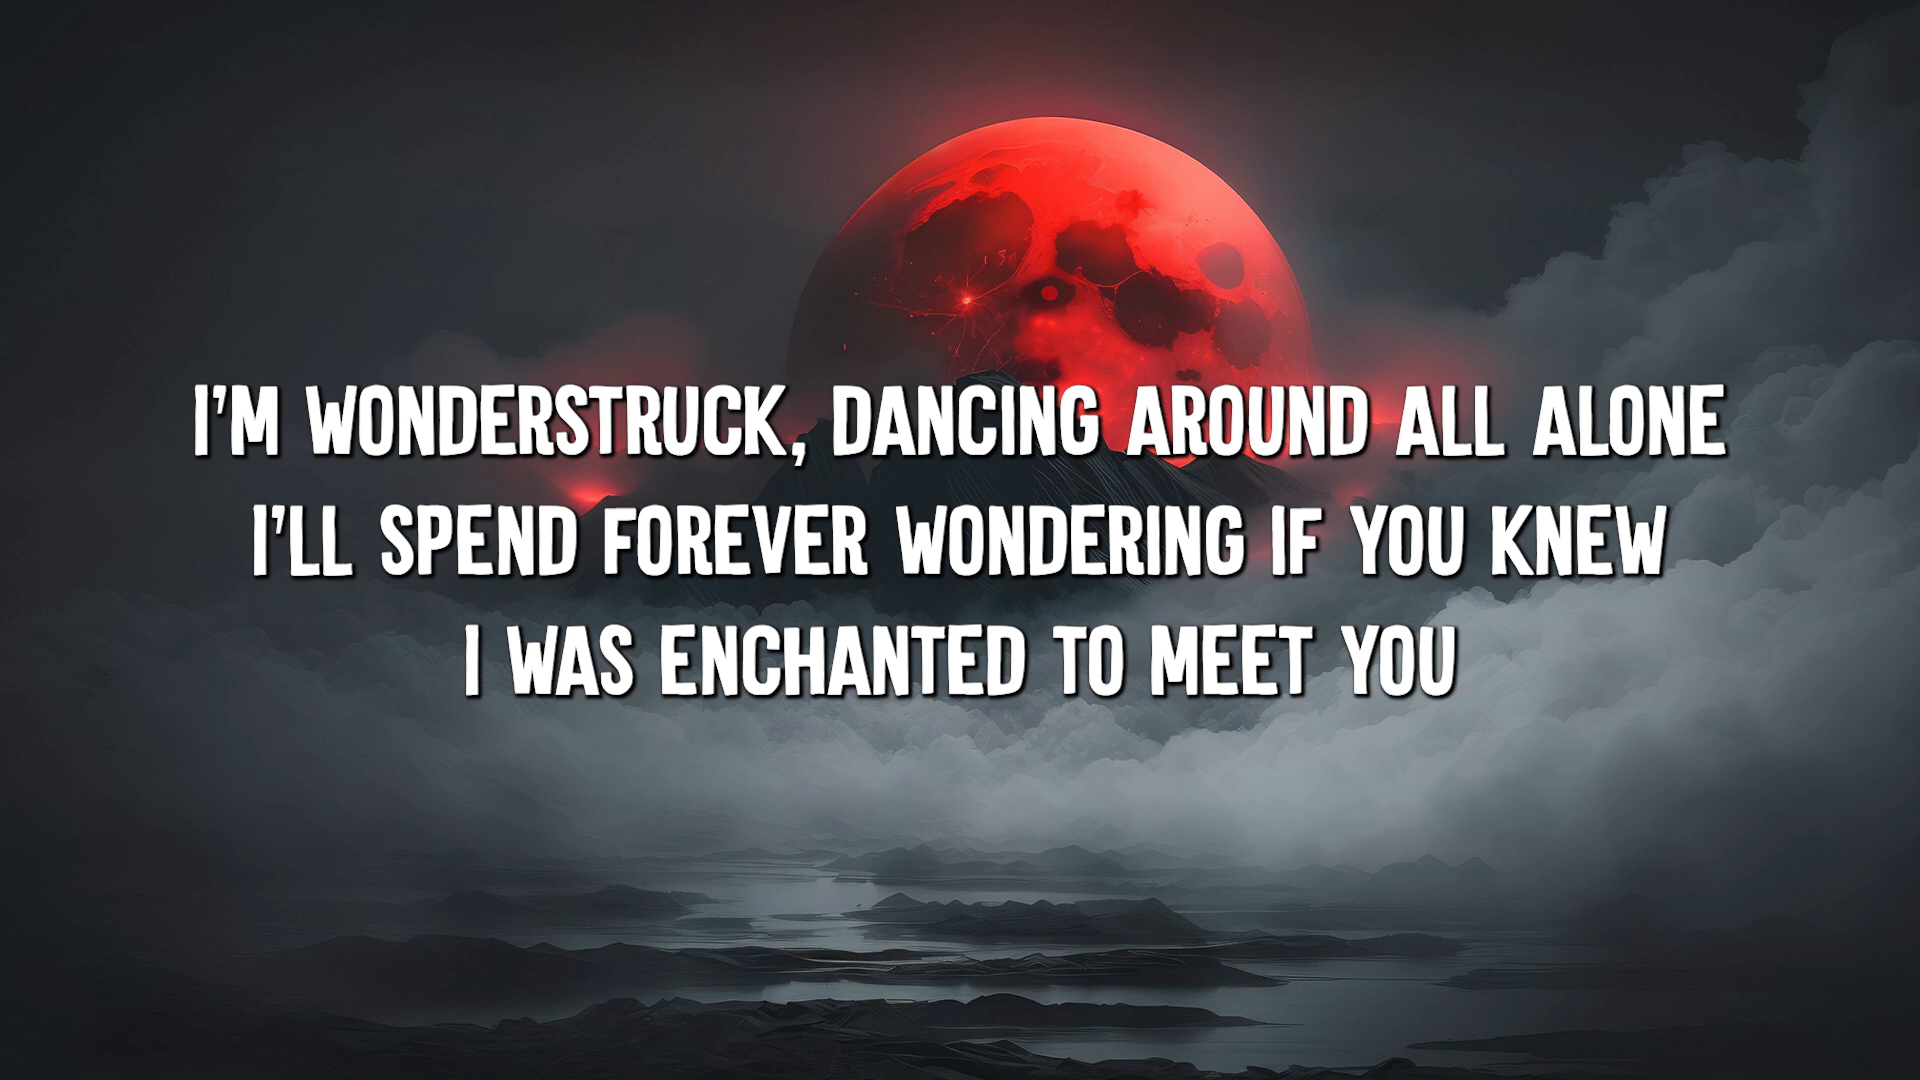 I'M WONDERSTRUCK, DANCING AROUND ALL ALONE
I'LL SPEND FOREVER WONDERING IF YOU KNEW
I WAS ENCHANTED TO MEET YOU